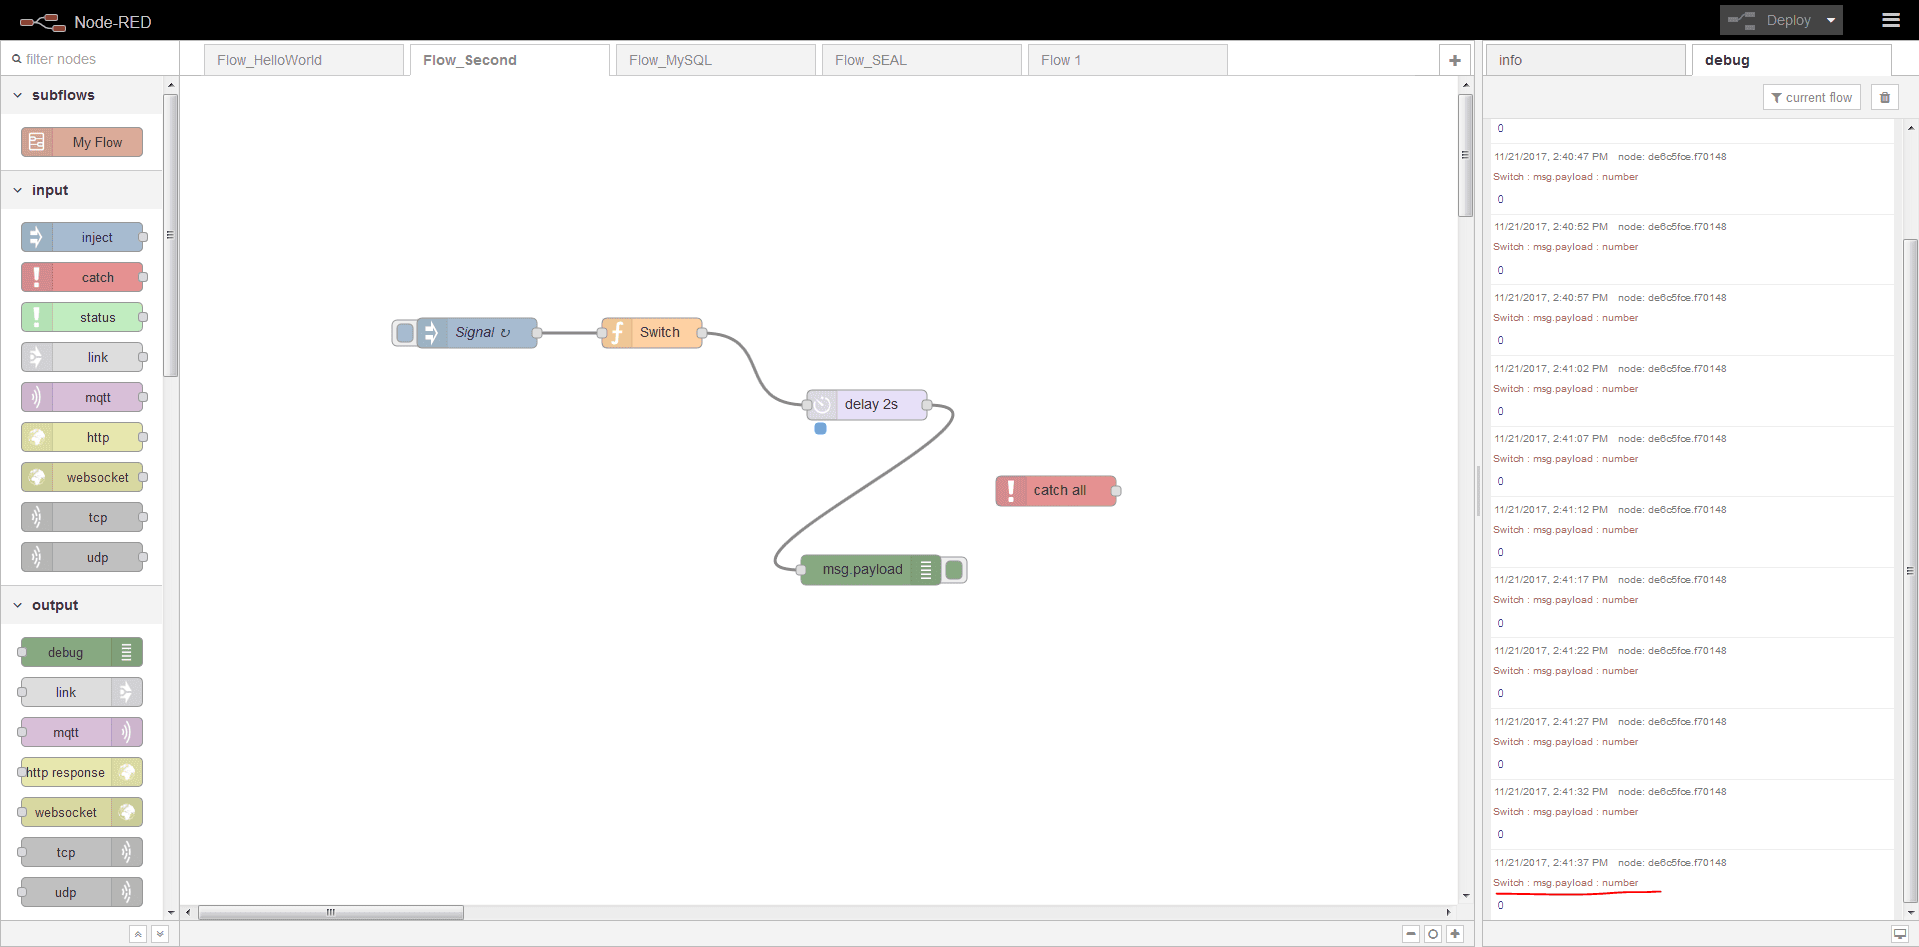 Node-RED
Deploy
filter nodes
Flow_HelloWorld
Flow_Second
Flow_MySQL
Flow_SEAL
Flow 1
info
debug
current flow
subflows
My Flow
input
inject
catch
status
link
mqtt
http
websocket
tcp
udp
output
debug
link
mqtt
http response
websocket
tcp
udp
Signal ↻
Switch
delay 2s
catch all
msg.payload
0
11/21/2017, 2:40:47 PM node: de6c5fce.f70148
Switch : msg.payload : number
0
11/21/2017, 2:40:52 PM node: de6c5fce.f70148
Switch : msg.payload : number
0
11/21/2017, 2:40:57 PM node: de6c5fce.f70148
Switch : msg.payload : number
0
11/21/2017, 2:41:02 PM node: de6c5fce.f70148
Switch : msg.payload : number
0
11/21/2017, 2:41:07 PM node: de6c5fce.f70148
Switch : msg.payload : number
0
11/21/2017, 2:41:12 PM node: de6c5fce.f70148
Switch : msg.payload : number
0
11/21/2017, 2:41:17 PM node: de6c5fce.f70148
Switch : msg.payload : number
0
11/21/2017, 2:41:22 PM node: de6c5fce.f70148
Switch : msg.payload : number
0
11/21/2017, 2:41:27 PM node: de6c5fce.f70148
Switch : msg.payload : number
0
11/21/2017, 2:41:32 PM node: de6c5fce.f70148
Switch : msg.payload : number
0
11/21/2017, 2:41:37 PM node: de6c5fce.f70148
Switch : msg.payload : number
0